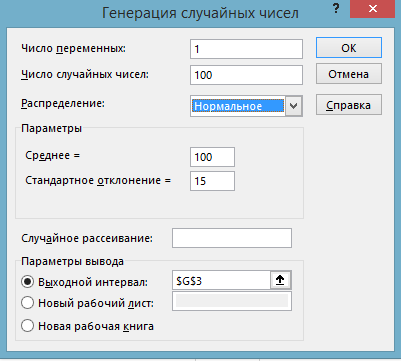 Генерация случайных чисел ? ×
Число переменных: 1 ОК
Число случайных чисел: 100 Отмена
Распределение: Нормальное Справка
Параметры
Среднее = 100
Стандартное отклонение = 15
Случайное рассеивание:
Параметры вывода
Выходной интервал: $G$3
Новый рабочий лист:
Новая рабочая книга